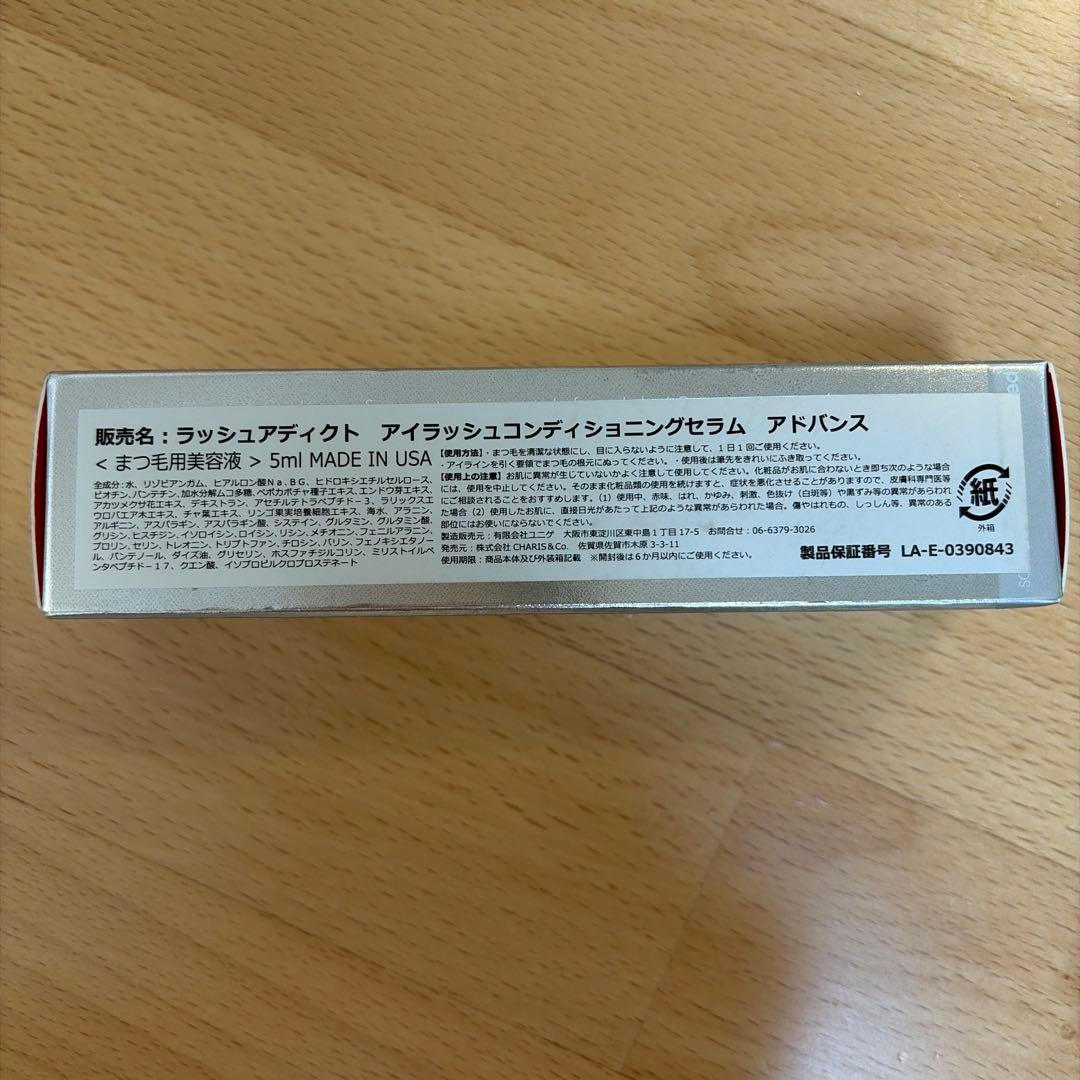 販売名：ラッシュアディクト　アイラッシュコンディショニングセラム　アドバンス
< まつ毛用美容液 > 5ml MADE IN USA
全成分：水、リゾビアンガム、ヒアルロン酸Ｎａ、ＢＧ、ヒドロキシエチルセルロース、
ビオチン、パンテチン、加水分解ムコ多糖、ペポカボチャ種子エキス、エンドウ芽エキス、
アカツメクサ花エキス、デキストラン、アセチルテトラペプチド－３、ラリックスエ
ウロパエア木エキス、チャ葉エキス、リンゴ果実培養細胞エキス、海水、アラニン、
アルギニン、アスパラギン、アスパラギン酸、システイン、グルタミン、グルタミン酸、
グリシン、ヒスチジン、イソロイシン、ロイシン、リシン、メチオニン、フェニルアラニン、
プロリン、セリン、トレオニン、トリプトファン、チロシン、バリン、フェノキシエタノー
ル、パンテノール、ダイズ油、グリセリン、ホスファチジルコリン、ミリストイルペ
ンタペプチド－１７、クエン酸、イソプロピルクロプロステネート
【使用方法】・まつ毛を清潔な状態にし、目に入らないように注意して、１日１回ご使用ください。
・アイラインを引く要領でまつ毛の根元にぬってください。・使用後は筆先をきれいにふき取ってください。
【使用上の注意】お肌に異常が生じていないかよく注意して使用してください。化粧品がお肌に合わないとき即ち次のような場合
には、使用を中止してください。そのまま化粧品類の使用を続けますと、症状を悪化させることがありますので、皮膚科専門医等
にご相談されることをおすすめします。（1）使用中、赤味、はれ、かゆみ、刺激、色抜け（白斑等）や黒ずみ等の異常があらわれ
た場合（2）使用したお肌に、直接日光があたって上記のような異常があらわれた場合。傷やはれもの、しっしん等、異常のある
部位にはお使いにならないでください。
製造販売元：有限会社ユニゲ　大阪市東淀川区東中島１丁目 17-5　お問合せ：06-6379-3026
発売元：株式会社 CHARIS＆Co.　佐賀県佐賀市木原 3-3-11
使用期限：商品本体及び外装箱記載　※開封後は６か月以内にご使用ください。
紙
外箱
製品保証番号　LA-E-0390843